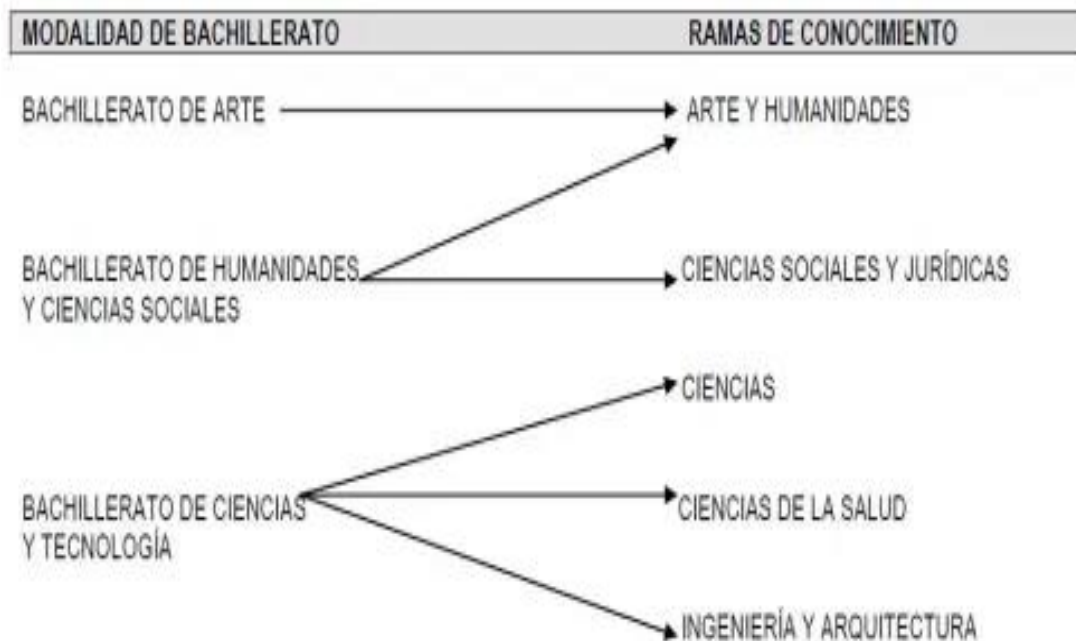 MODALIDAD DE BACHILLERATO
RAMAS DE CONOCIMIENTO
BACHILLERATO DE ARTE
ARTE Y HUMANIDADES
BACHILLERATO DE HUMANIDADES
Y CIENCIAS SOCIALES
CIENCIAS SOCIALES Y JURÍDICAS
CIENCIAS
BACHILLERATO DE CIENCIAS
Y TECNOLOGÍA
CIENCIAS DE LA SALUD
INGENIERÍA Y ARQUITECTURA